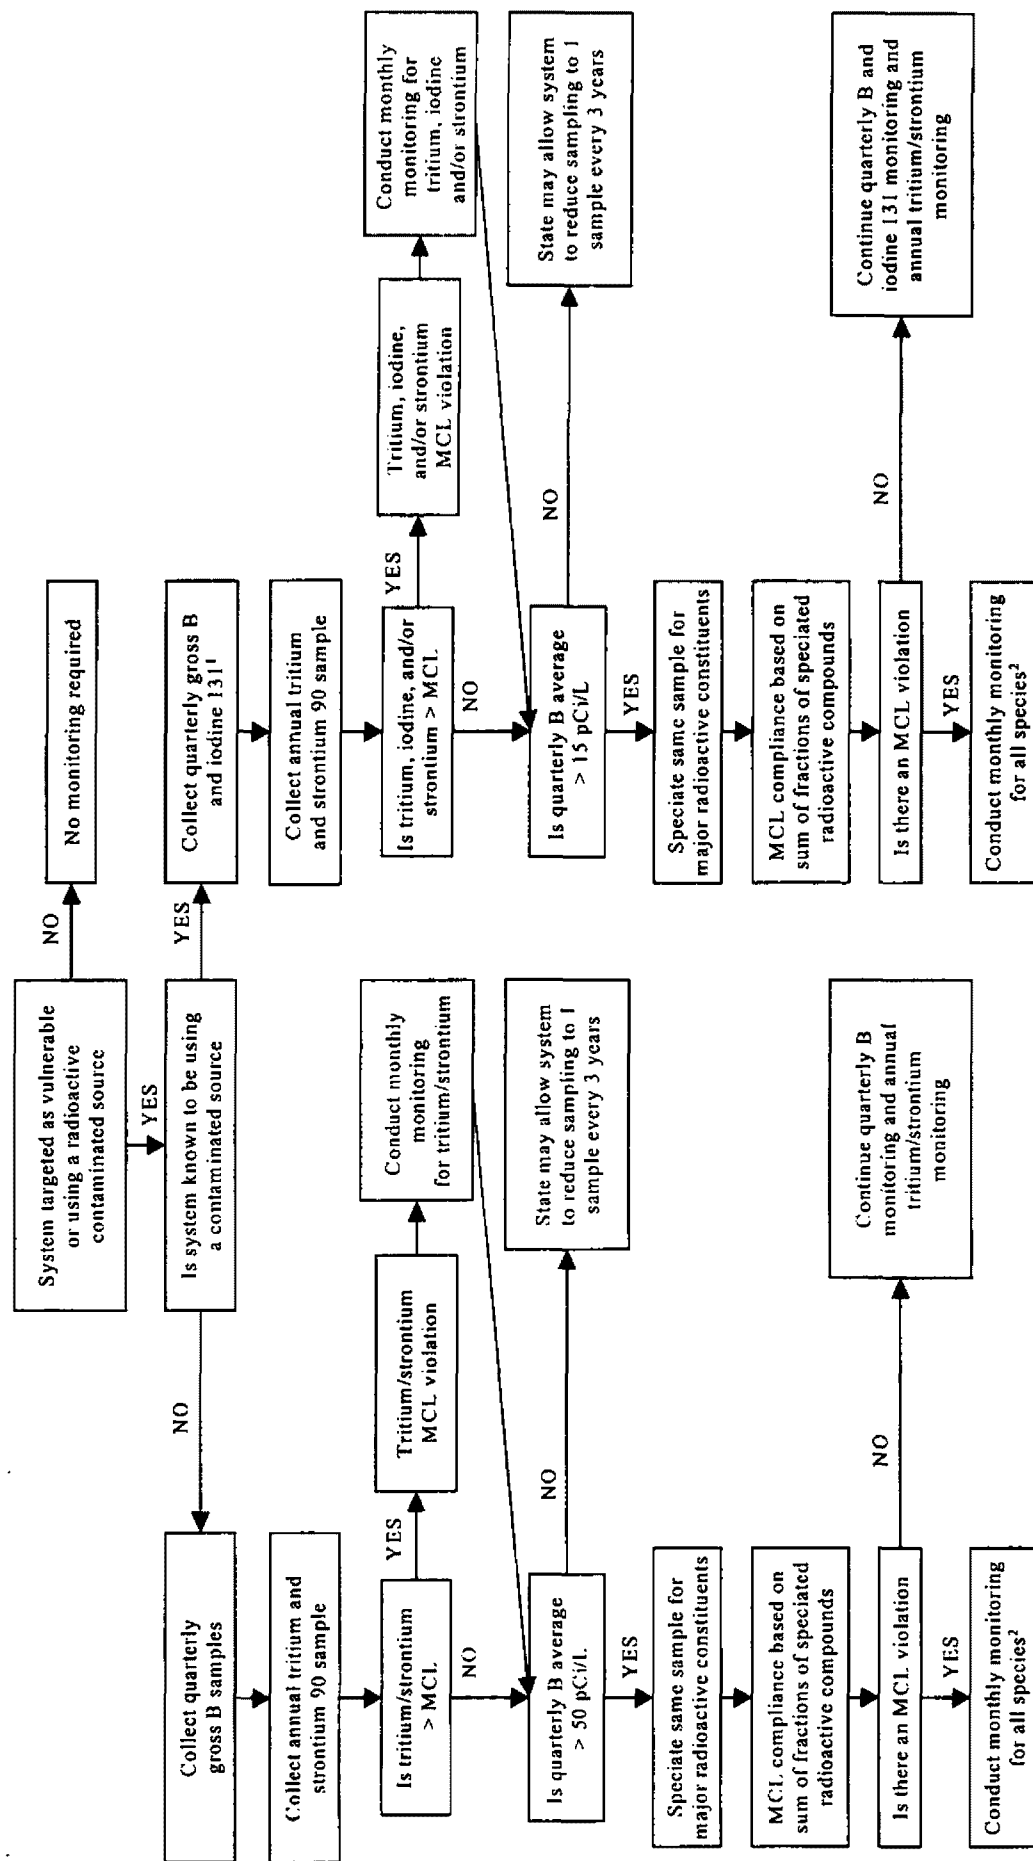 System targeted as vulnerable
or using a radioactive
contaminated source
NO
No monitoring required
YES
Is system known to be using
a contaminated source
NO
YES
Collect quarterly
gross B samples
Collect annual tritium and
strontium 90 sample
Is tritium/strontium
> MCL
YES
Tritium/strontium
MCL violation
Conduct monthly
monitoring
for tritium/strontium
NO
Is quarterly B average
> 50 pCi/L
NO
State may allow system
to reduce sampling to 1
sample every 3 years
YES
Speciate same sample for
major radioactive constituents
MCL compliance based on
sum of fractions of speciated
radioactive compounds
Is there an MCL violation
NO
Continue quarterly B
monitoring and annual
tritium/strontium
monitoring
YES
Conduct monthly monitoring
for all species²
Collect quarterly gross B
and iodine 131¹
Collect annual tritium
and strontium 90 sample
Is tritium, iodine, and/or
strontium > MCL
YES
Tritium, iodine,
and/or strontium
MCL violation
Conduct monthly
monitoring for
tritium, iodine
and/or strontium
NO
Is quarterly B average
> 15 pCi/L
NO
State may allow system
to reduce sampling to 1
sample every 3 years
YES
Speciate same sample for
major radioactive constituents
MCL compliance based on
sum of fractions of speciated
radioactive compounds
Is there an MCL violation
NO
Continue quarterly B and
iodine 131 monitoring and
annual tritium/strontium
monitoring
YES
Conduct monthly monitoring
for all species²